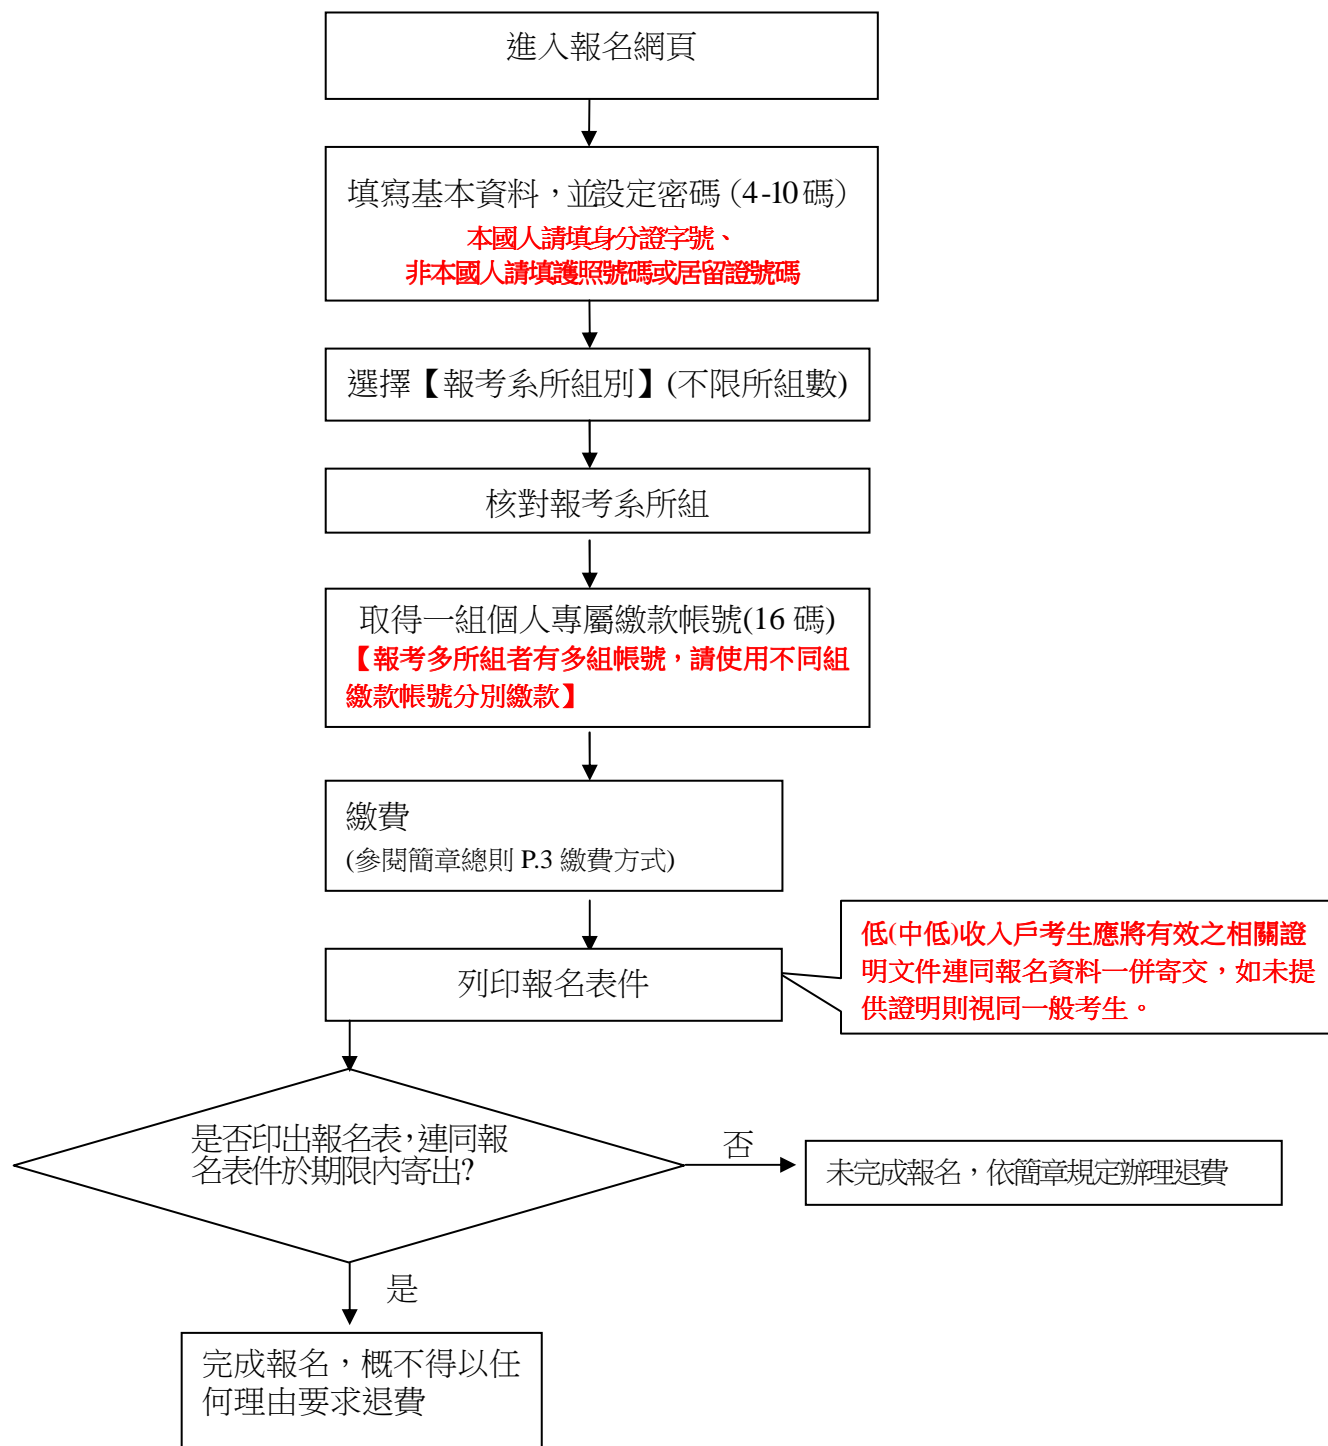 進入報名網頁
填寫基本資料，並設定密碼（4-10碼）
本國人請填身分證字號、
非本國人請填護照號碼或居留證號碼
選擇【報考系所組別】(不限所組數)
核對報考系所組
取得一組個人專屬繳款帳號(16 碼)
【報考多所組者有多組帳號，請使用不同組
繳款帳號分別繳款】
繳費
(參閱簡章總則 P.3 繳費方式)
低(中低)收入戶考生應將有效之相關證
明文件連同報名資料一併寄交，如未提
供證明則視同一般考生。
列印報名表件
是否印出報名表，連同報
名表件於期限內寄出?
否
未完成報名，依簡章規定辦理退費
是
完成報名，概不得以任
何理由要求退費